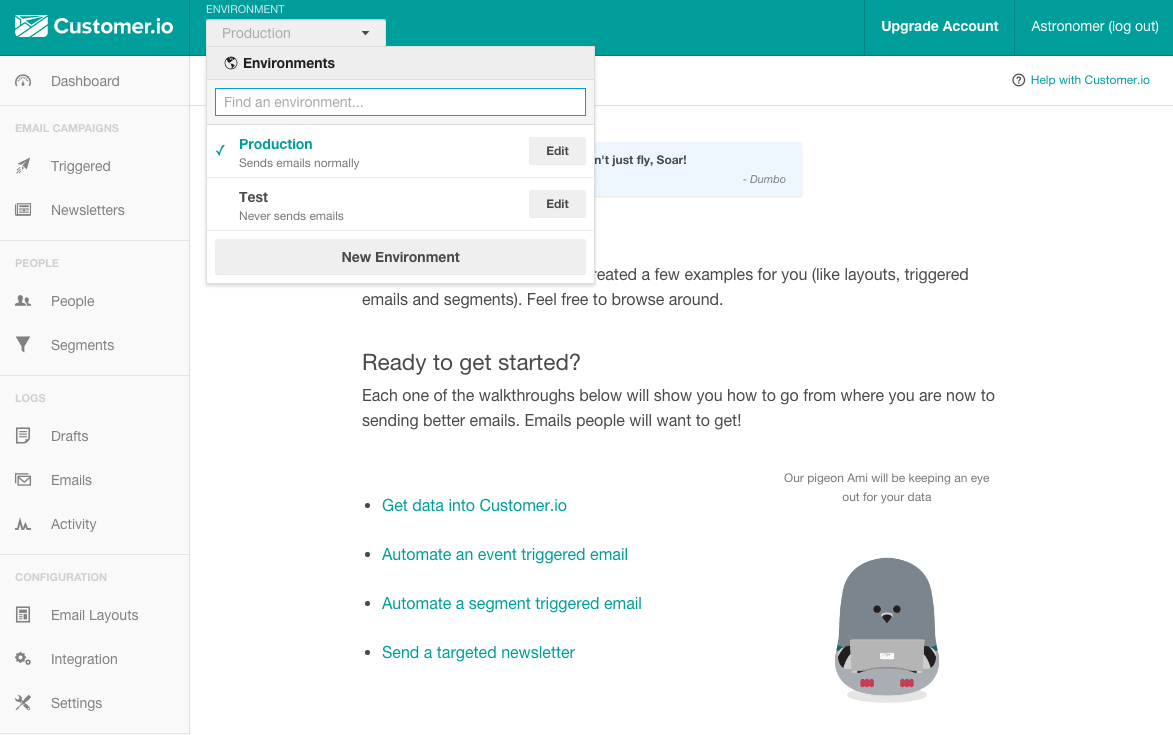 Customer.io
ENVIRONMENT
Production
Upgrade Account
Astronomer (log out)
Environments
Find an environment...
Production
Sends emails normally
Edit
Test
Never sends emails
Edit
New Environment
Help with Customer.io
Dashboard
EMAIL CAMPAIGNS
Triggered
Newsletters
PEOPLE
People
Segments
LOGS
Drafts
Emails
Activity
CONFIGURATION
Email Layouts
Integration
Settings
n't just fly, Soar!
- Dumbo
reated a few examples for you (like layouts, triggered
emails and segments). Feel free to browse around.
Ready to get started?
Each one of the walkthroughs below will show you how to go from where you are now to
sending better emails. Emails people will want to get!
Our pigeon Ami will be keeping an eye
out for your data
• Get data into Customer.io
• Automate an event triggered email
• Automate a segment triggered email
• Send a targeted newsletter